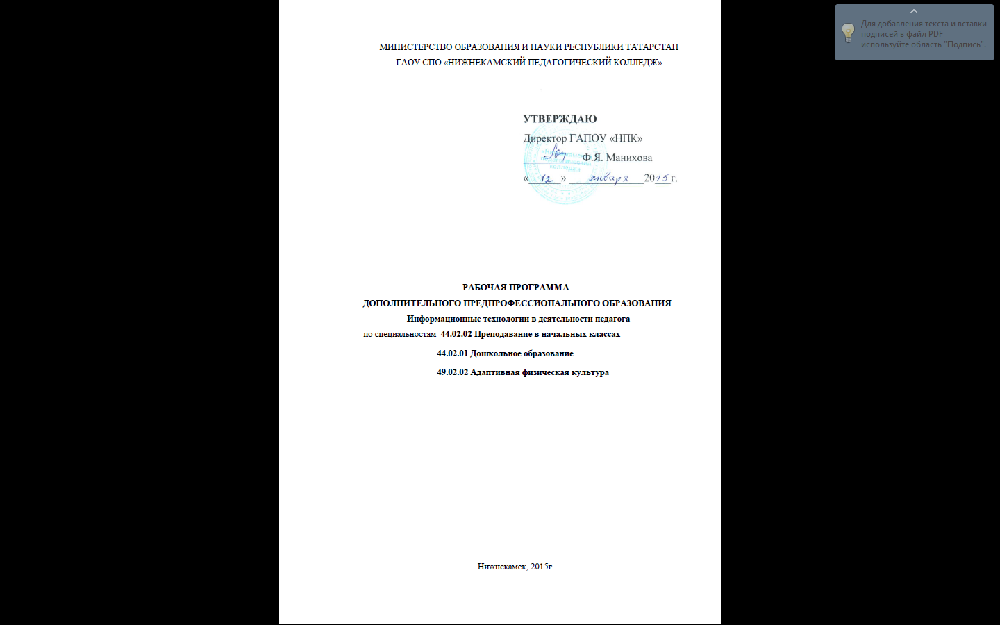 МИНИСТЕРСТВО ОБРАЗОВАНИЯ И НАУКИ РЕСПУБЛИКИ ТАТАРСТАН
ГАОУ СПО «НИЖНЕКАМСКИЙ ПЕДАГОГИЧЕСКИЙ КОЛЛЕДЖ»
УТВЕРЖДАЮ
Директор ГАПОУ «НПК»
Ф.Я. Манихова
« 12 » января 2015 г.
РАБОЧАЯ ПРОГРАММА
ДОПОЛНИТЕЛЬНОГО ПРЕДПРОФЕССИОНАЛЬНОГО ОБРАЗОВАНИЯ
Информационные технологии в деятельности педагога
по специальностям 44.02.02 Преподавание в начальных классах
44.02.01 Дошкольное образование
49.02.02 Адаптивная физическая культура
Нижнекамск, 2015г.
Для добавления текста и вставки
подписей в файл PDF
используйте область "Подпись".